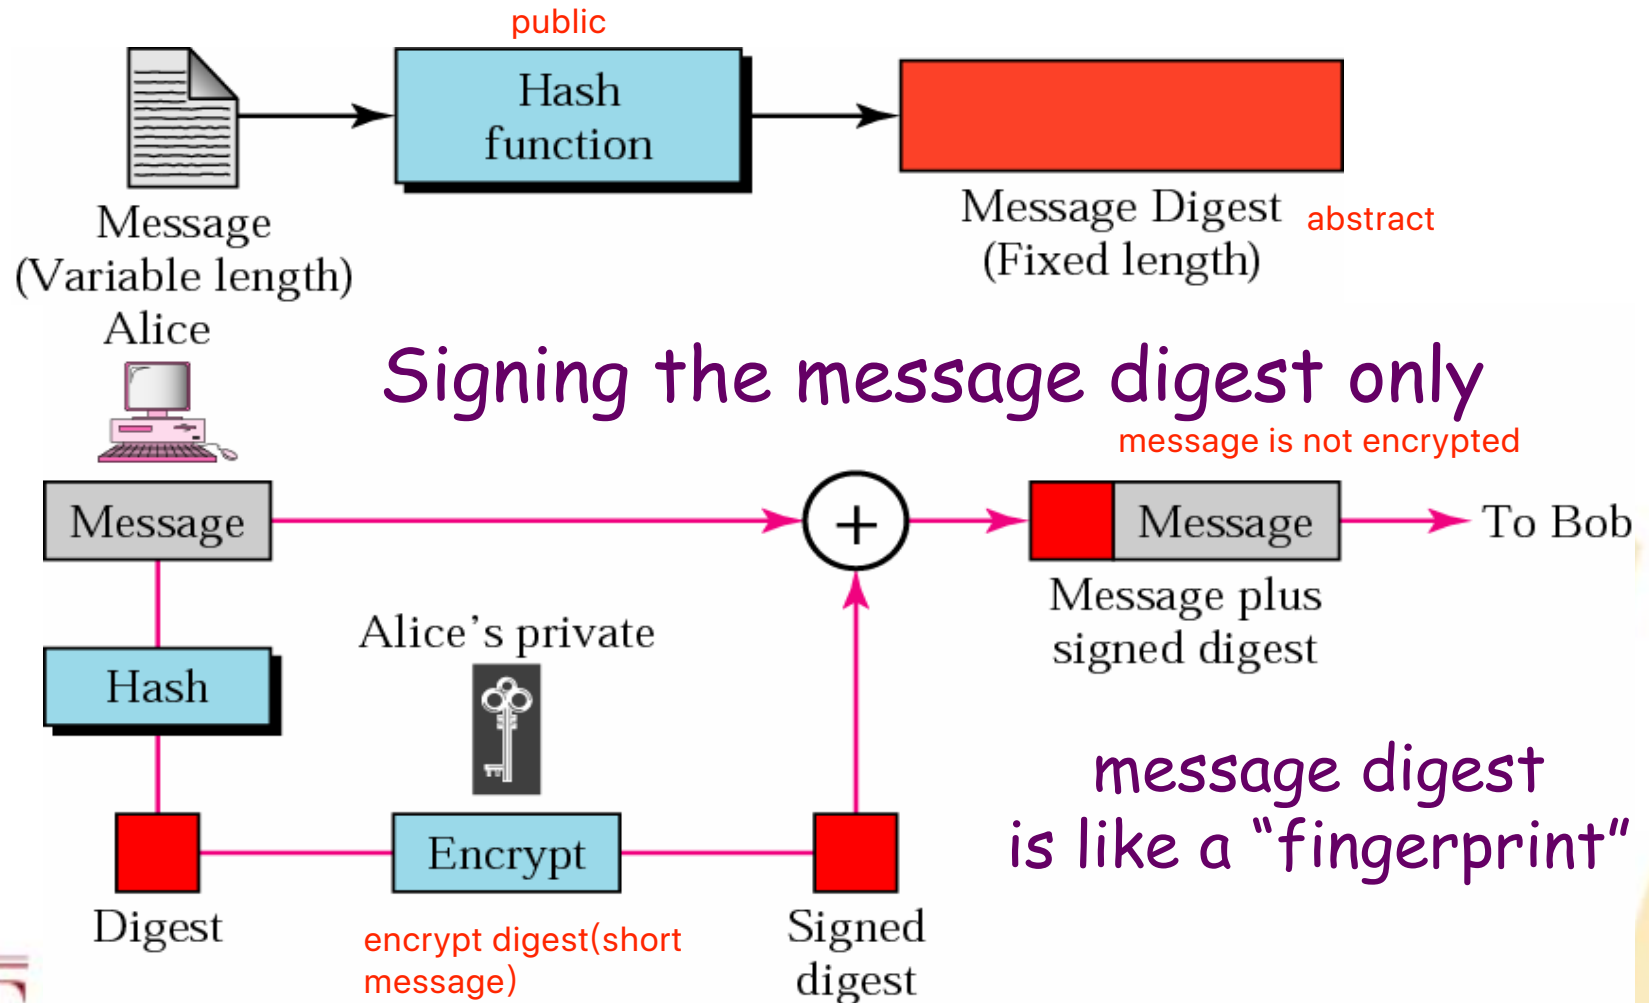 public
Hash
function
Message
(Variable length)
Message Digest
(Fixed length)
abstract
Alice
Signing the message digest only
message is not encrypted
Message
+
Message
To Bob
Message plus
signed digest
Alice’s private
Hash
message digest
is like a “fingerprint”
Encrypt
Digest
encrypt digest(short
message)
Signed
digest